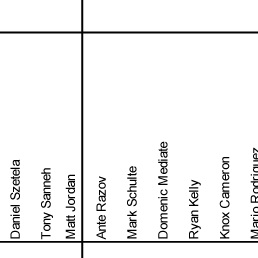 Daniel Szetela
Tony Sanneh
Matt Jordan
Ante Razov
Mark Schulte
Domenic Mediate
Ryan Kelly
Knox Cameron
Mario Rodriguez